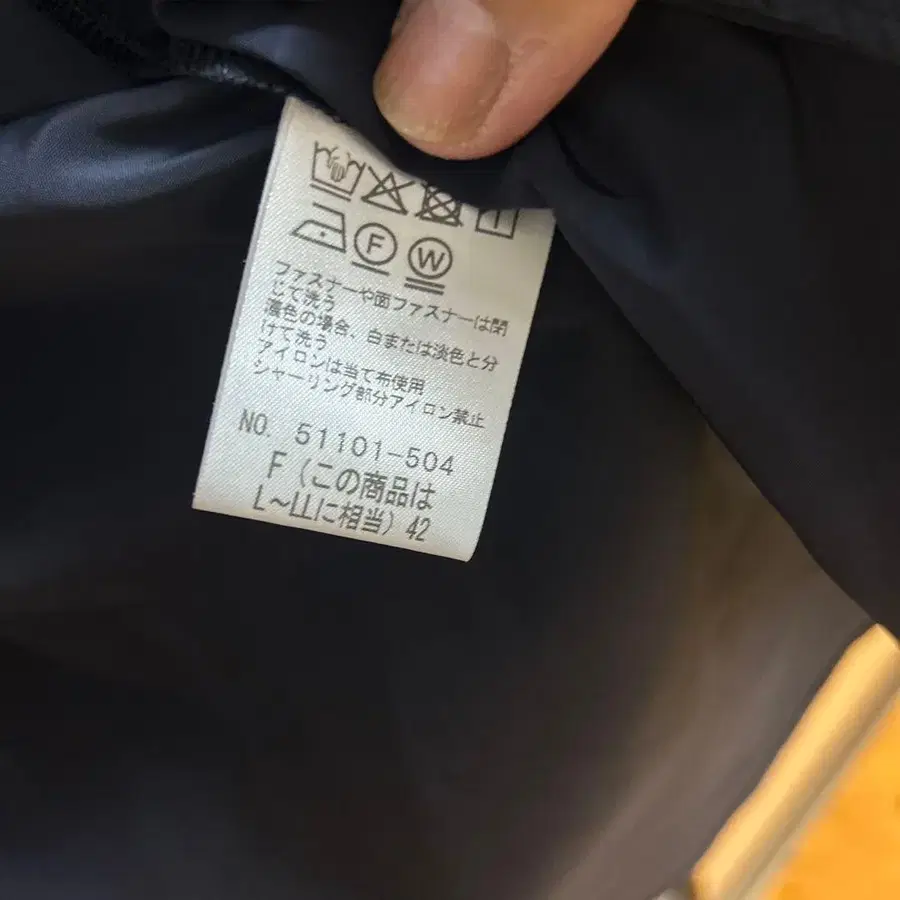 F W
ファスナーや面ファスナーは閉
じて洗う
濃色の場合、白または淡色と分
けて洗う
アイロンは当て布使用
シャーリング部分アイロン禁止
NO. 51101-504
F（この商品は
L～LLに相当）42